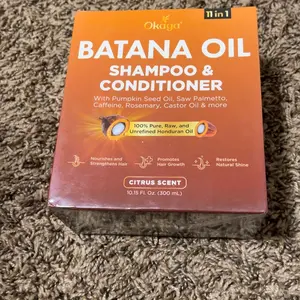 11 in 1
Okaya
BATANA OIL
SHAMPOO &
CONDITIONER
With Pumpkin Seed Oil, Saw Palmetto,
Caffeine, Rosemary, Castor Oil & more
100% Pure, Raw, and
Unrefined Honduran Oil
Nourishes and
Strengthens Hair
Promotes
Hair Growth
Restores
Natural Shine
CITRUS SCENT
10.15 Fl. Oz. (300 mL)